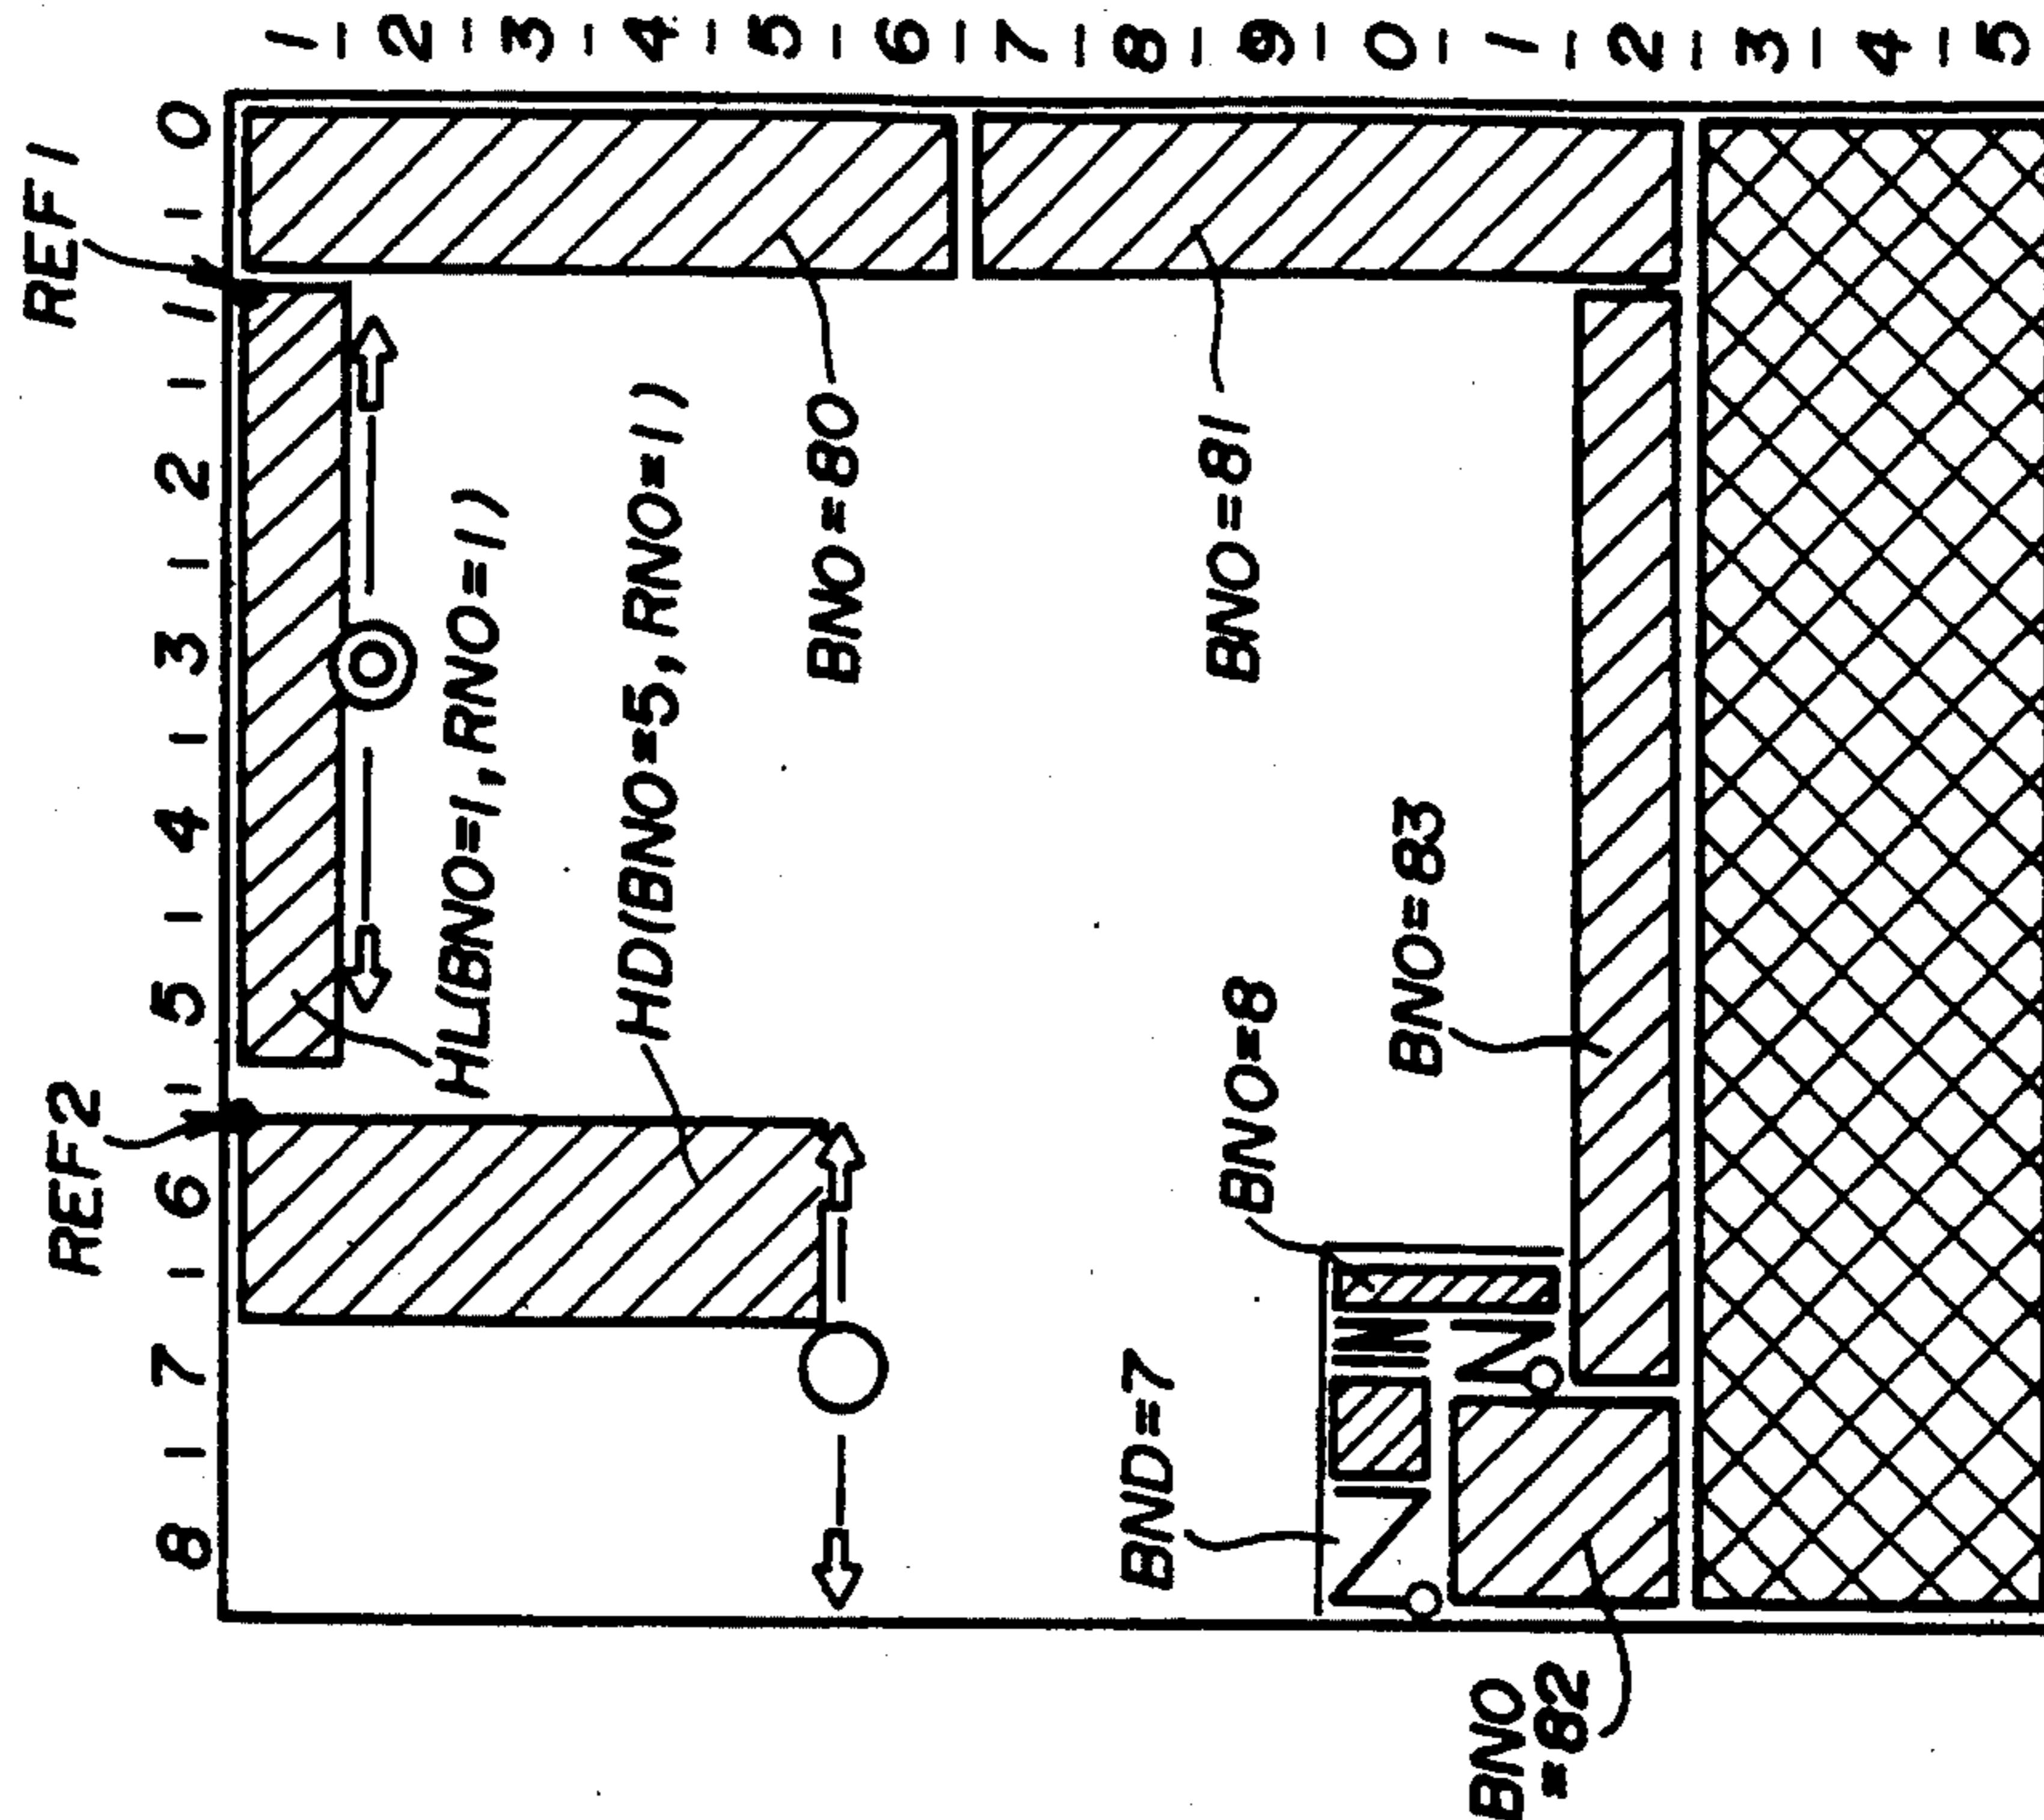 REF2 REF1
8 7 6 5 4 3 2 1 0
1
2
3
4
5
6
7
8
9
0
1
2
3
4
5
HL(BNO=1,RNO=1)
HD(BNO=5,RNO=1)
BNO=80
BND=7
BNO=8
BNO=81
BNO=83
BNO
=82